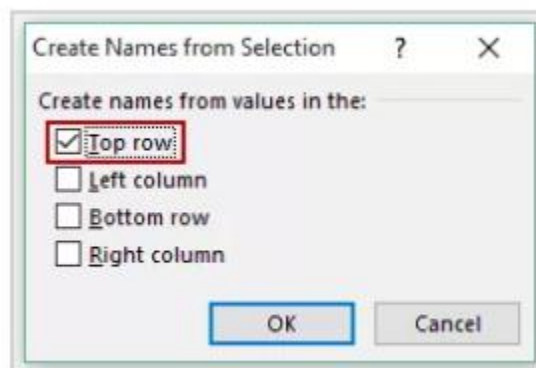 Create Names from Selection ?
Create names from values in the:
Top row
Left column
Bottom row
Right column
OK Cancel